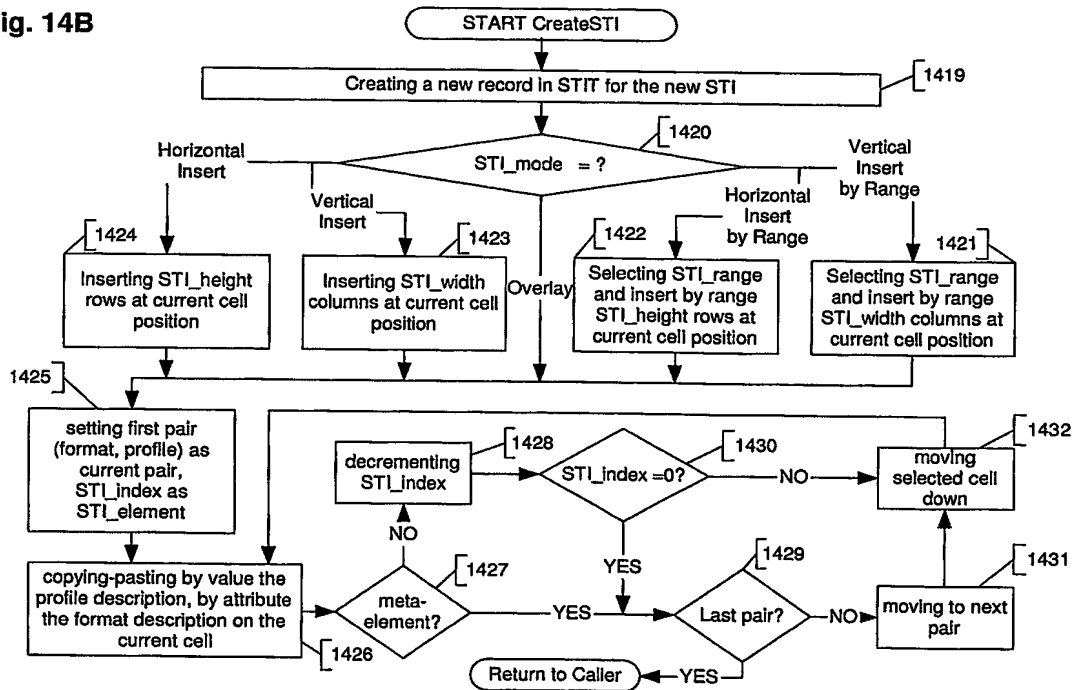 ig. 14B
START CreateSTI
Creating a new record in STIT for the new STI
1419
1420
STI_mode = ?
Horizontal
Insert
Vertical
Insert
Overlay
Horizontal
Insert
by Range
Vertical
Insert
by Range
1424
Inserting STI_height
rows at current cell
position
1423
Inserting STI_width
columns at current cell
position
1422
Selecting STI_range
and insert by range
STI_height rows at
current cell position
1421
Selecting STI_range
and insert by range
STI_width columns at
current cell position
1425
setting first pair
(format, profile) as
current pair,
STI_index as
STI_element
1428
decrementing
STI_index
1430
STI_index =0?
NO
1432
moving
selected cell
down
NO
YES
copying-pasting by value the
profile description, by attribute
the format description on the
current cell
1426
1427
meta-
element?
YES
1429
Last pair?
NO
1431
moving to next
pair
YES
Return to Caller